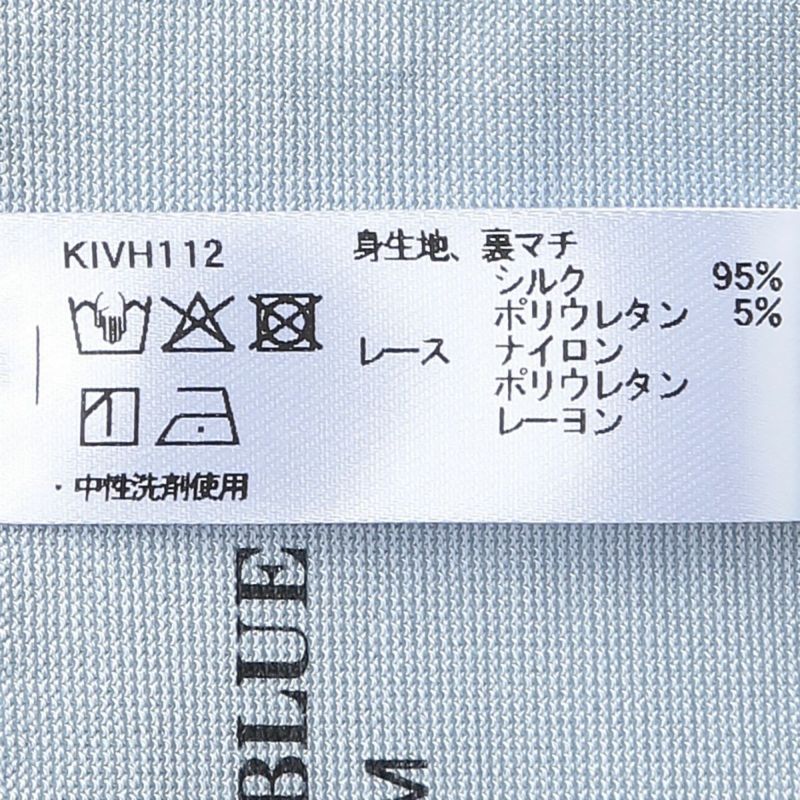 KIVH112
・中性洗剤使用
身生地、裏マチ
シルク 95%
ポリウレタン 5%
レース ナイロン
ポリウレタン
レーヨン
BLUE
M